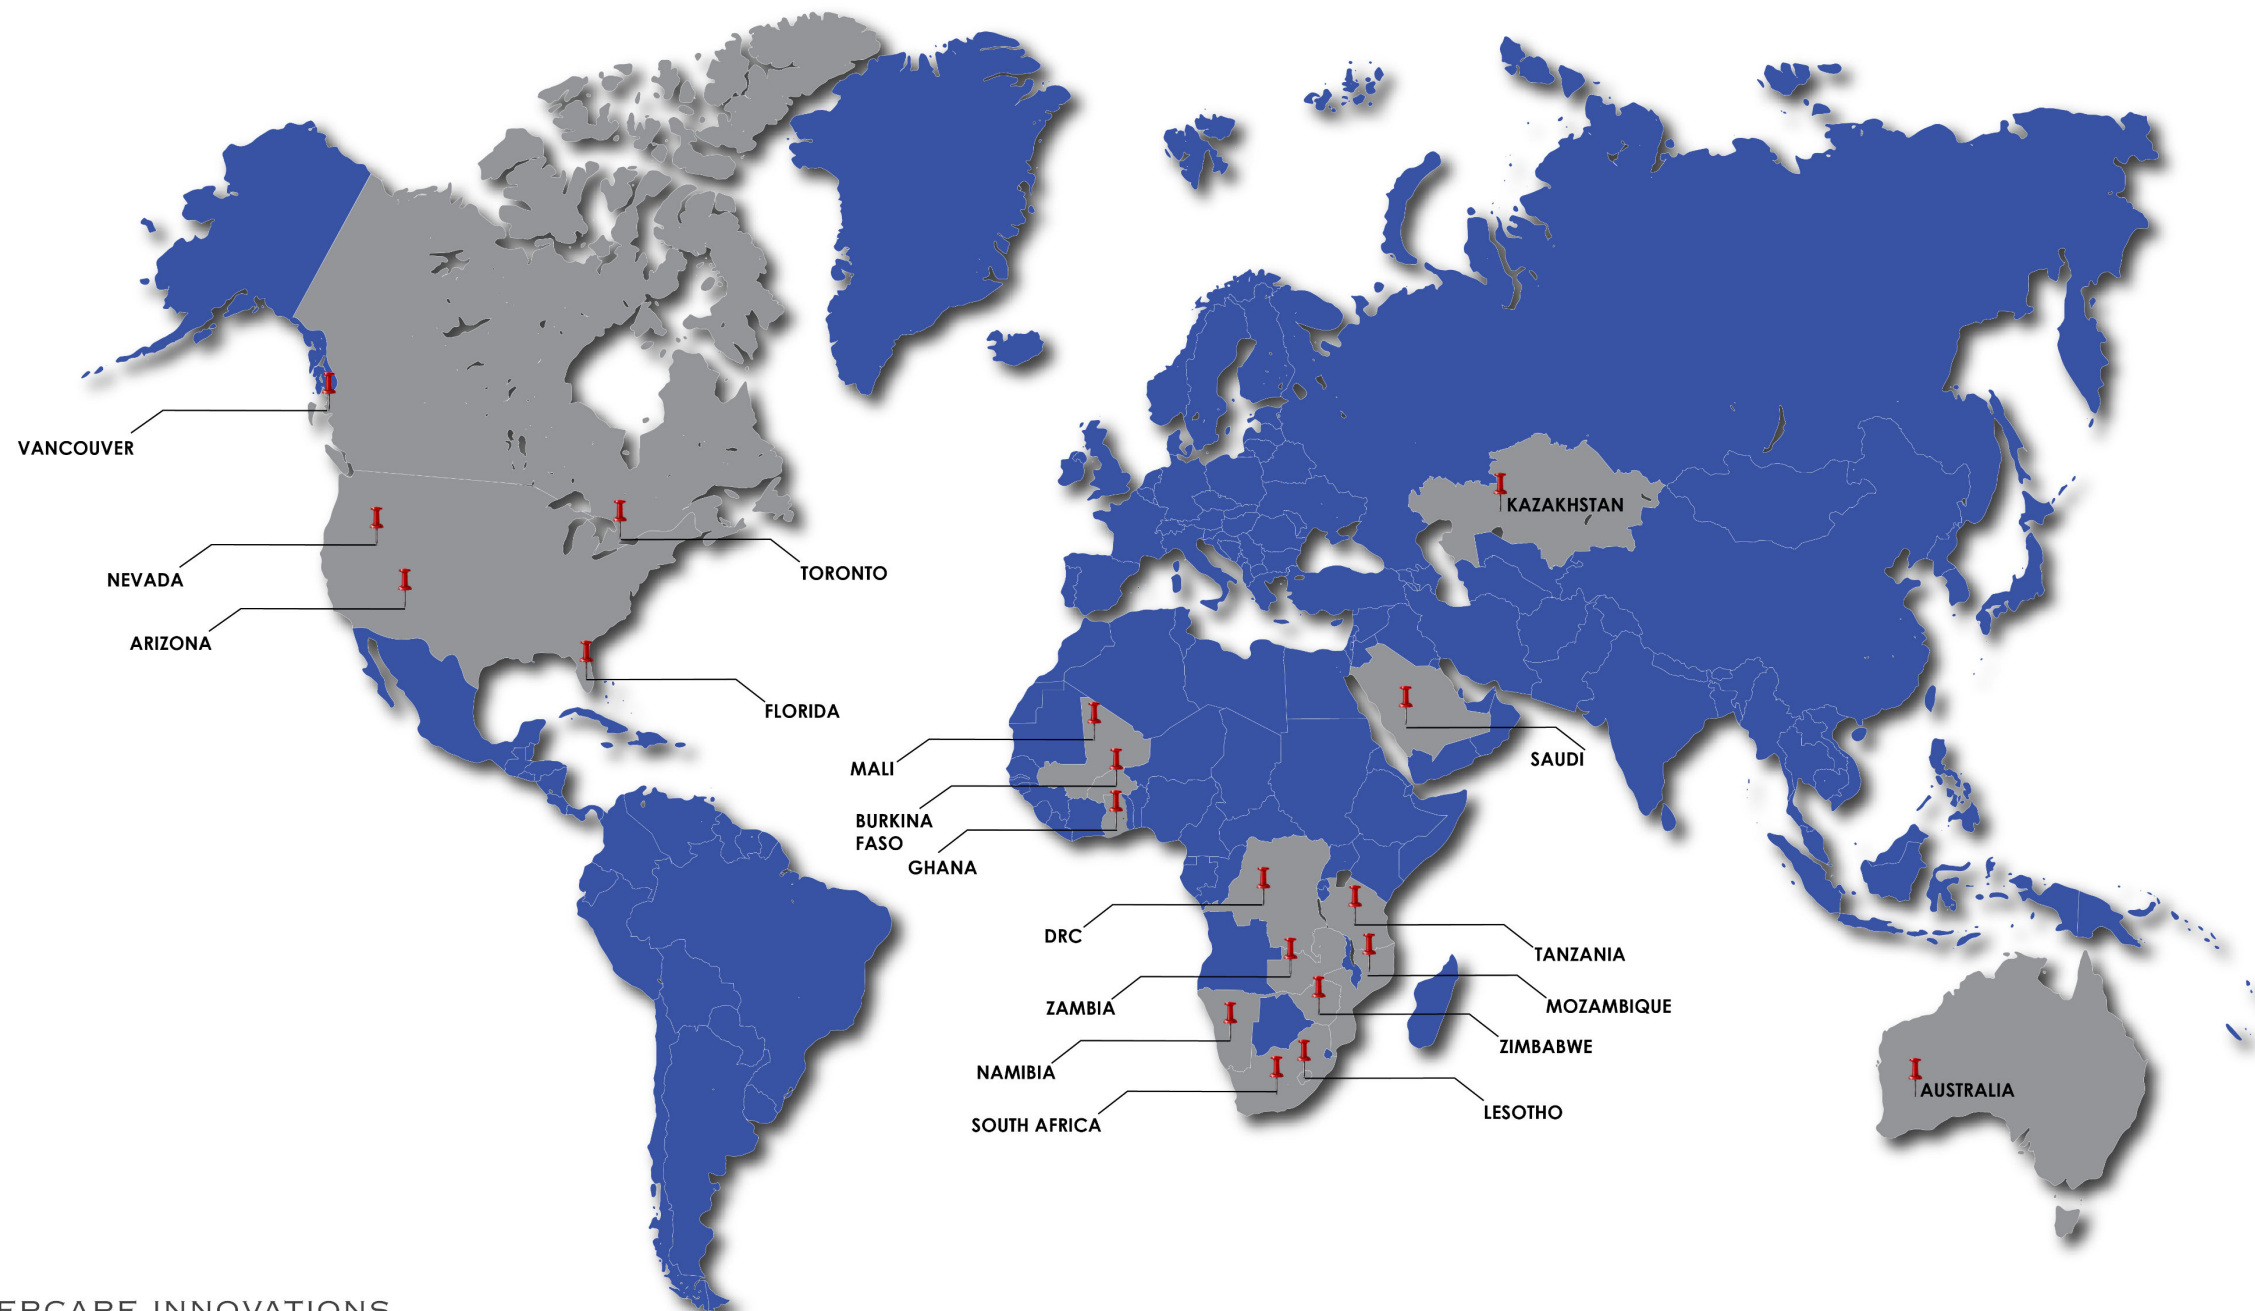 VANCOUVER
KAZAKHSTAN
NEVADA
TORONTO
ARIZONA
FLORIDA
SAUDI
MALI
BURKINA
FASO
GHANA
DRC
TANZANIA
ZAMBIA
MOZAMBIQUE
ZIMBABWE
NAMIBIA
AUSTRALIA
LESOTHO
SOUTH AFRICA
INNOVATIONS